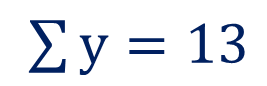 ∑ y = 13